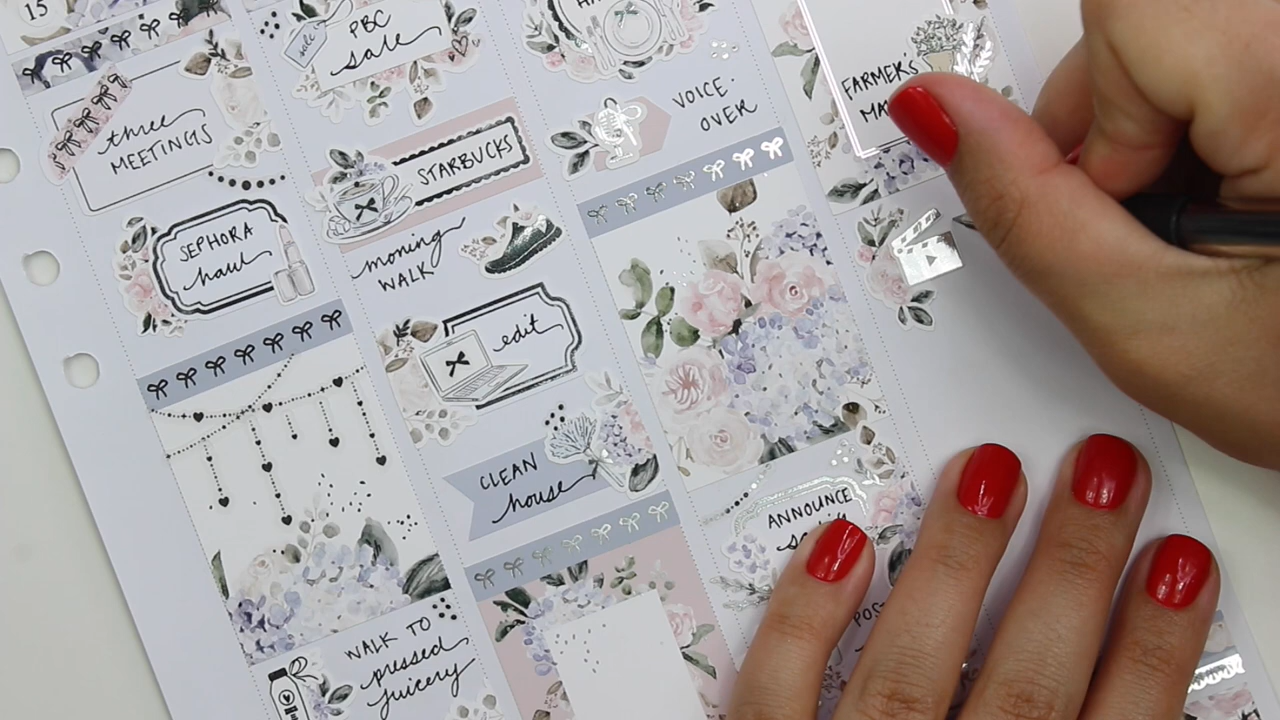 15
three
MEETINGS
SEPHORA
haul
WALK TO
pressed
juicery
sale
PBC
sale
STARBUCKS
moning
WALK
edit
CLEAN
house
VOICE
OVER
ANNOUNCE
FARMER'S